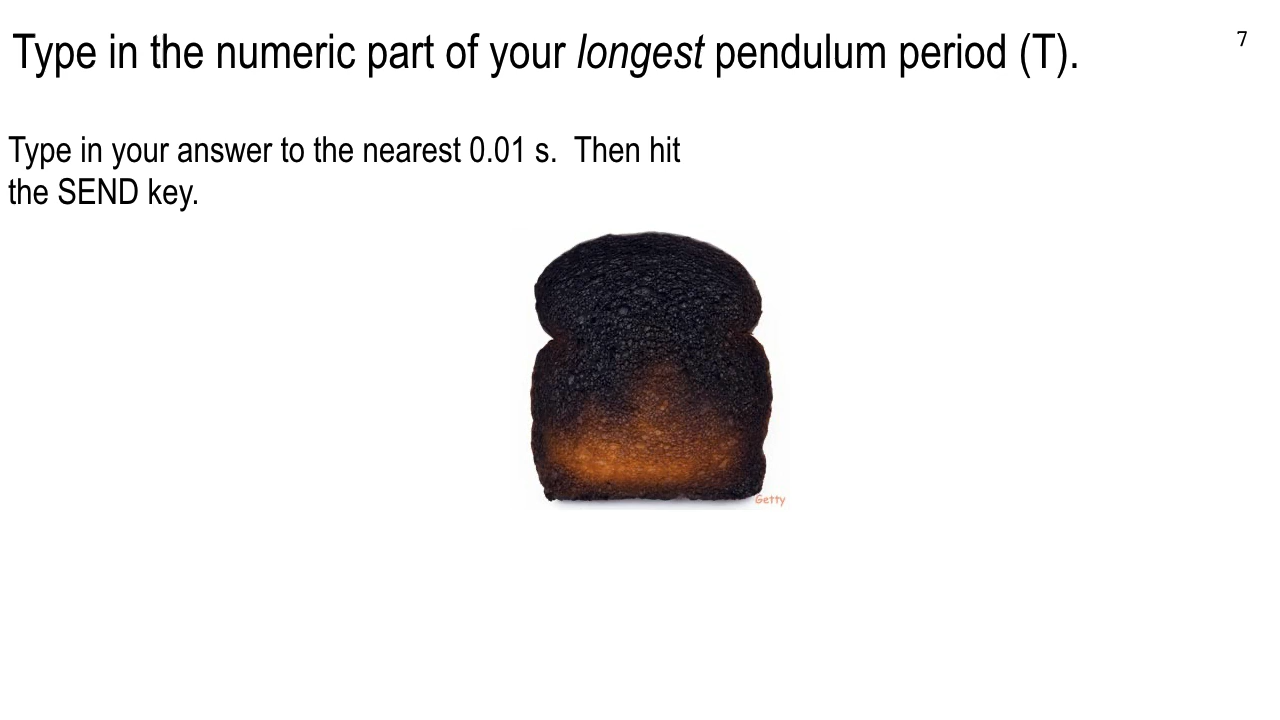 Type in the numeric part of your longest pendulum period (T).
7
Type in your answer to the nearest 0.01 s.  Then hit
the SEND key.
Getty